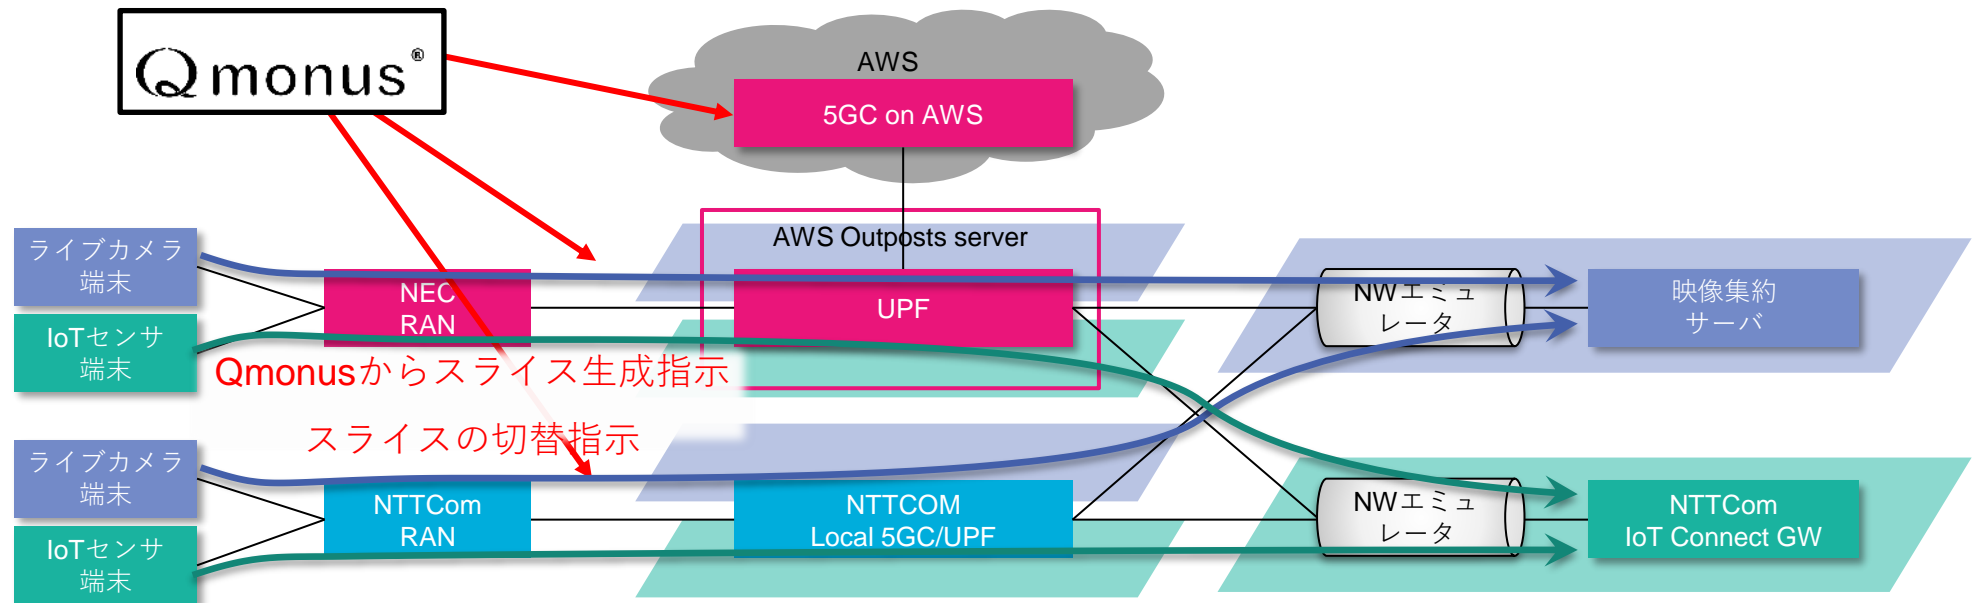 Qmonus®
AWS
5GC on AWS
AWS Outposts server
ライブカメラ
端末
NEC
RAN
UPF
NWエミュ
レータ
映像集約
サーバ
IoTセンサ
端末
Qmonusからスライス生成指示
スライスの切替指示
ライブカメラ
端末
NTTCom
RAN
NTTCOM
Local 5GC/UPF
NWエミュ
レータ
NTTCom
IoT Connect GW
IoTセンサ
端末